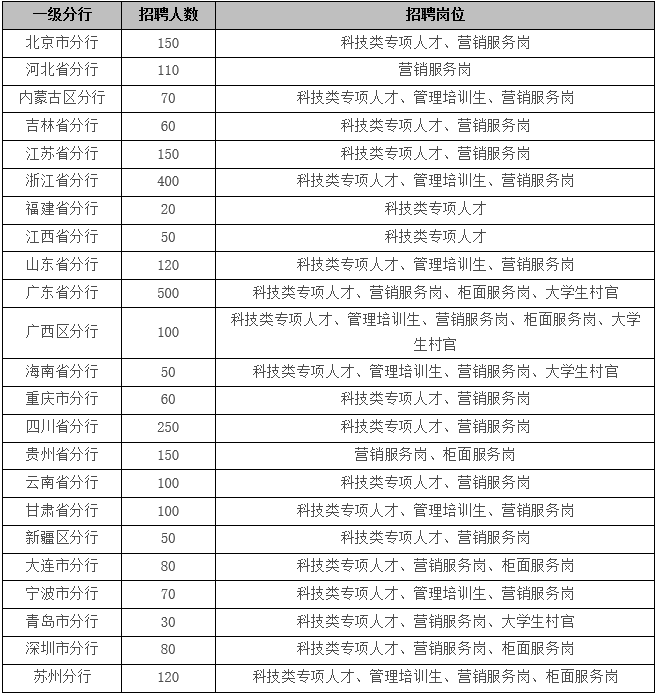 一级分行 招聘人数 招聘岗位
北京市分行 150 科技类专项人才、营销服务岗
河北省分行 110 营销服务岗
内蒙古区分行 70 科技类专项人才、管理培训生、营销服务岗
吉林省分行 60 科技类专项人才、营销服务岗
江苏省分行 150 科技类专项人才、营销服务岗
浙江省分行 400 科技类专项人才、管理培训生、营销服务岗
福建省分行 20 科技类专项人才
江西省分行 50 科技类专项人才
山东省分行 120 科技类专项人才、管理培训生、营销服务岗
广东省分行 500 科技类专项人才、营销服务岗、柜面服务岗、大学生村官
广西区分行 100 科技类专项人才、管理培训生、营销服务岗、柜面服务岗、大学
生村官
海南省分行 50 科技类专项人才、管理培训生、营销服务岗、大学生村官
重庆市分行 60 科技类专项人才、营销服务岗
四川省分行 250 科技类专项人才、营销服务岗
贵州省分行 150 营销服务岗、柜面服务岗
云南省分行 100 科技类专项人才、营销服务岗
甘肃省分行 100 科技类专项人才、管理培训生、营销服务岗
新疆区分行 50 科技类专项人才、营销服务岗
大连市分行 80 科技类专项人才、营销服务岗、柜面服务岗
宁波市分行 70 科技类专项人才、管理培训生、营销服务岗
青岛市分行 30 科技类专项人才、营销服务岗、大学生村官
深圳市分行 80 科技类专项人才、营销服务岗、柜面服务岗
苏州分行 120 科技类专项人才、管理培训生、营销服务岗、柜面服务岗